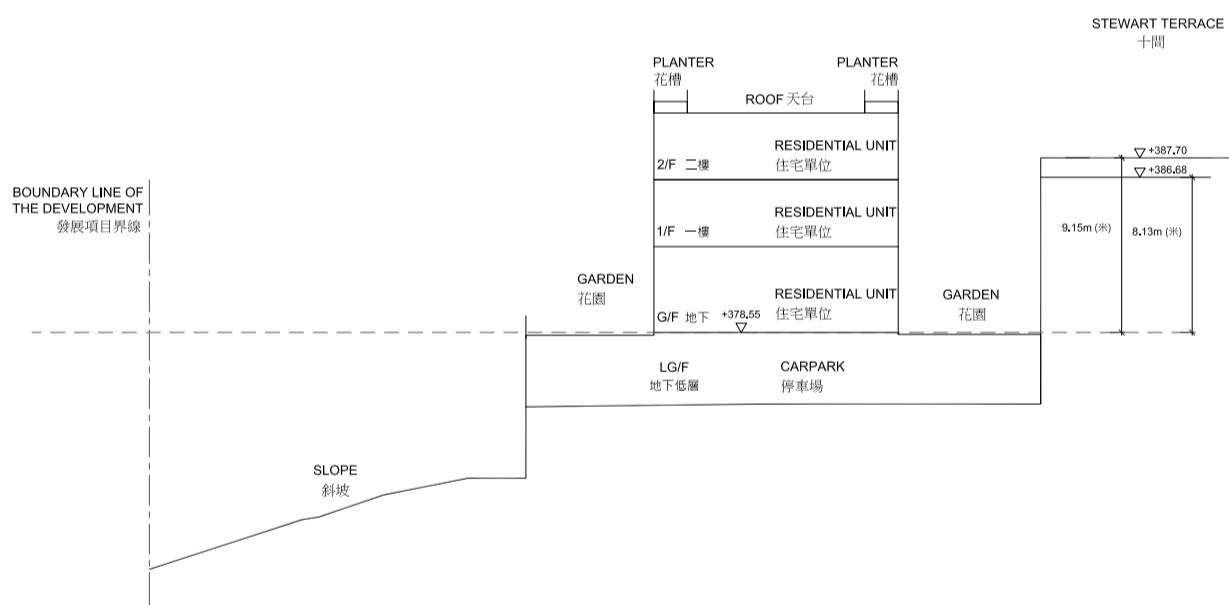 STEWART TERRACE
十間
PLANTER
花槽
PLANTER
花槽
ROOF 天台
RESIDENTIAL UNIT
2/F 二樓 住宅單位
+387.70
+386.68
BOUNDARY LINE OF
THE DEVELOPMENT
發展項目界線
RESIDENTIAL UNIT
1/F 一樓 住宅單位
9.15m (米)
8.13m (米)
GARDEN
花園
RESIDENTIAL UNIT
G/F 地下 +378.55 住宅單位
GARDEN
花園
LG/F
地下低層
CARPARK
停車場
SLOPE
斜坡